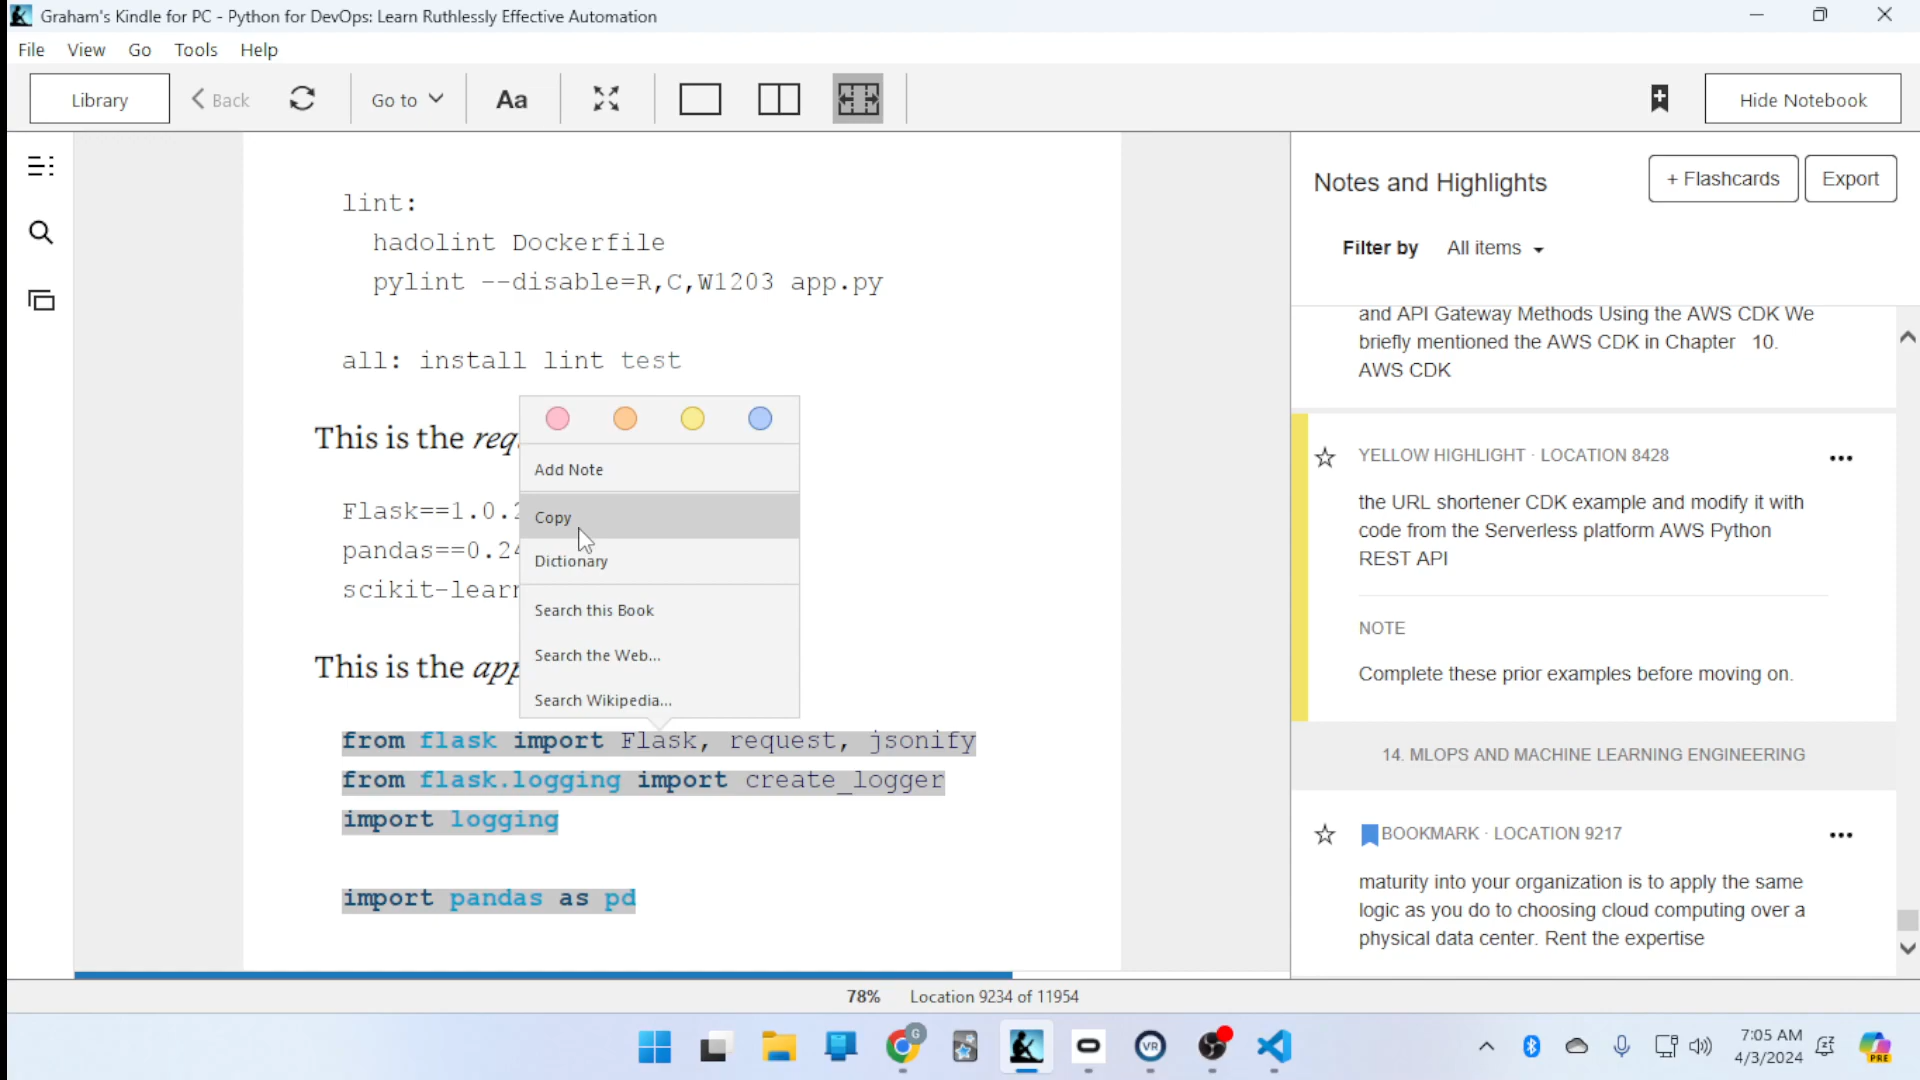 Graham's Kindle for PC - Python for DevOps: Learn Ruthlessly Effective Automation
File View Go Tools Help
Library
Back
Go to
Aa
Hide Notebook
lint:
hadolint Dockerfile
pylint --disable=R,C,W1203 app.py
all: install lint test
This is the
Flask==1.0.
pandas==0.
This is the
Add Note
Copy
Dictionary
Search this Book
Search the Web...
Search Wikipedia...
from flask import Flask, request, jsonify
from flask.logging import create_logger
import logging
import pandas as pd
Notes and Highlights
+ Flashcards
Export
Filter by All items
and API Gateway Methods Using the AWS CDK We
briefly mentioned the AWS CDK in Chapter 10.
AWS CDK
YELLOW HIGHLIGHT · LOCATION 8428
the URL shortener CDK example and modify it with
code from the Serverless platform AWS Python
REST API
NOTE
Complete these prior examples before moving on.
14. MLOPS AND MACHINE LEARNING ENGINEERING
BOOKMARK · LOCATION 9217
maturity into your organization is to apply the same
logic as you do to choosing cloud computing over a
physical data center. Rent the expertise
78% Location 9234 of 11954
G
VR
7:05 AM
4/3/2024
PRE